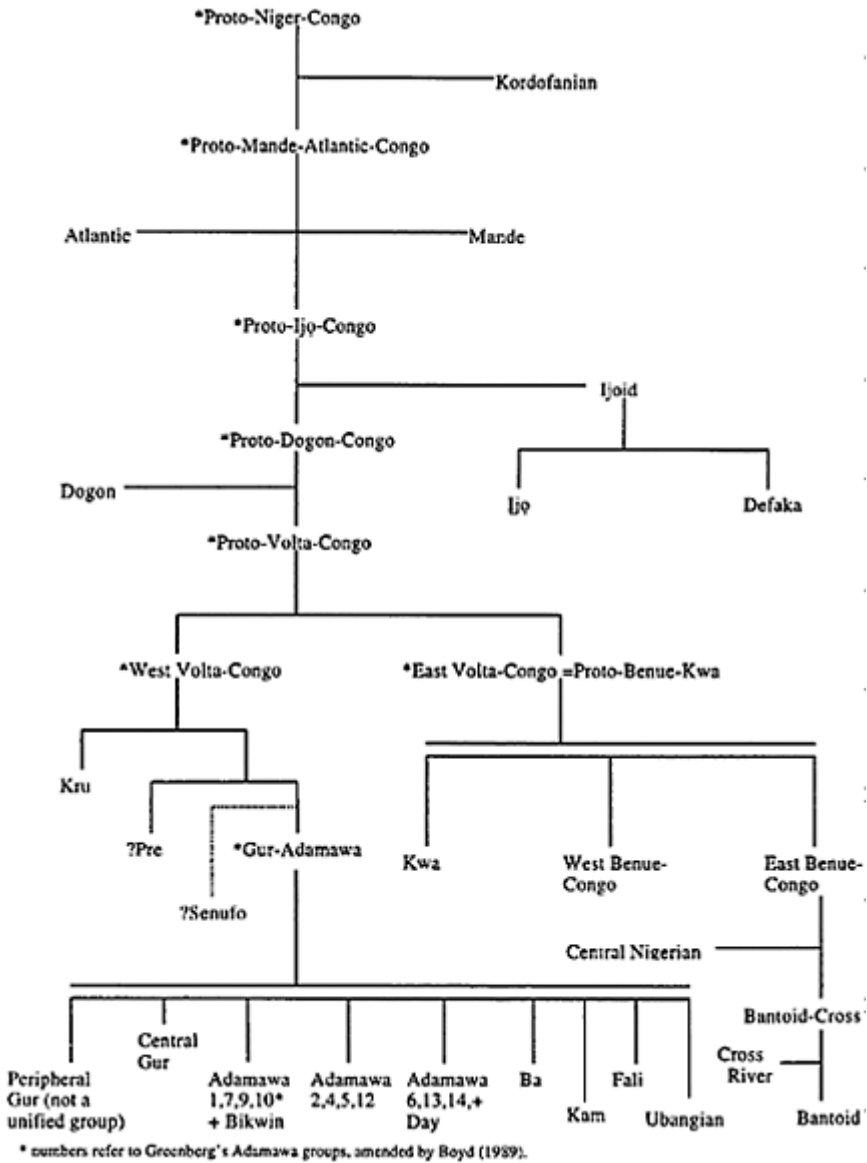 *Proto-Niger-Congo
Kordofanian
*Proto-Mande-Atlantic-Congo
Atlantic
Mande
*Proto-Ijọ-Congo
Ijoid
*Proto-Dogon-Congo
Dogon
Ijọ
Defaka
*Proto-Volta-Congo
*West Volta-Congo
*East Volta-Congo =Proto-Benue-Kwa
Kru
?Pre
*Gur-Adamawa
?Senufo
Kwa
West Benue-
Congo
East Benue-
Congo
Central Nigerian
Bantoid-Cross
Cross
River
Bantoid
Peripheral
Gur (not a
unified group)
Central
Gur
Adamawa
1,7,9,10*
+ Bikwin
Adamawa
2,4,5,12
Adamawa
6,13,14,+
Day
Ba
Kam
Fali
Ubangian
* numbers refer to Greenberg's Adamawa groups, amended by Boyd (1989).